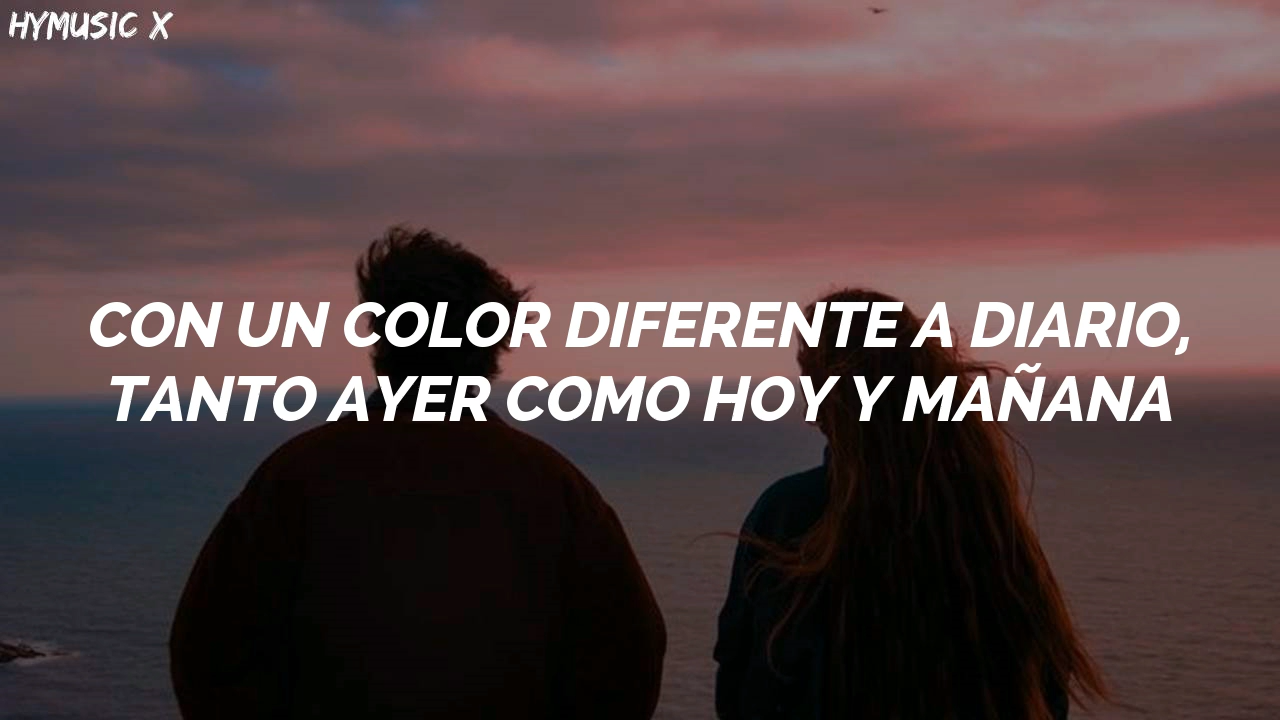 HYMUSIC X
CON UN COLOR DIFERENTE A DIARIO,
TANTO AYER COMO HOY Y MAÑANA